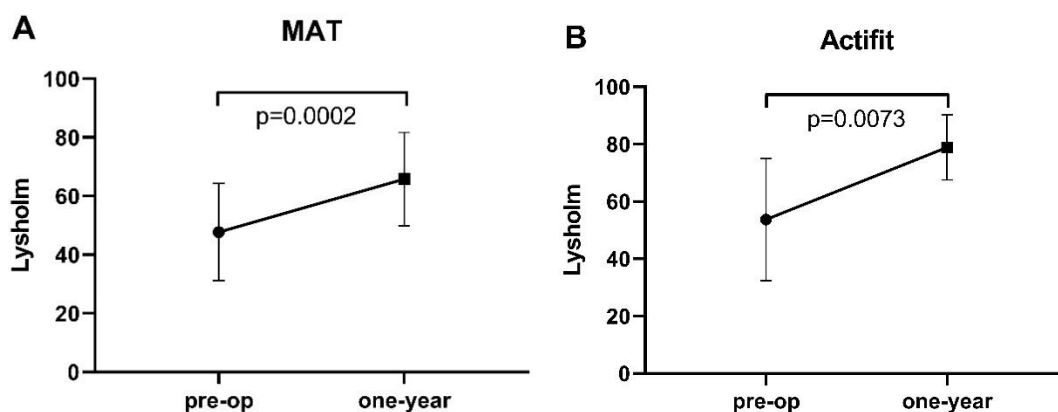 A
MAT
Lysholm
100
80
60
40
20
0
p=0.0002
pre-op
one-year
B
Actifit
Lysholm
100
80
60
40
20
0
p=0.0073
pre-op
one-year